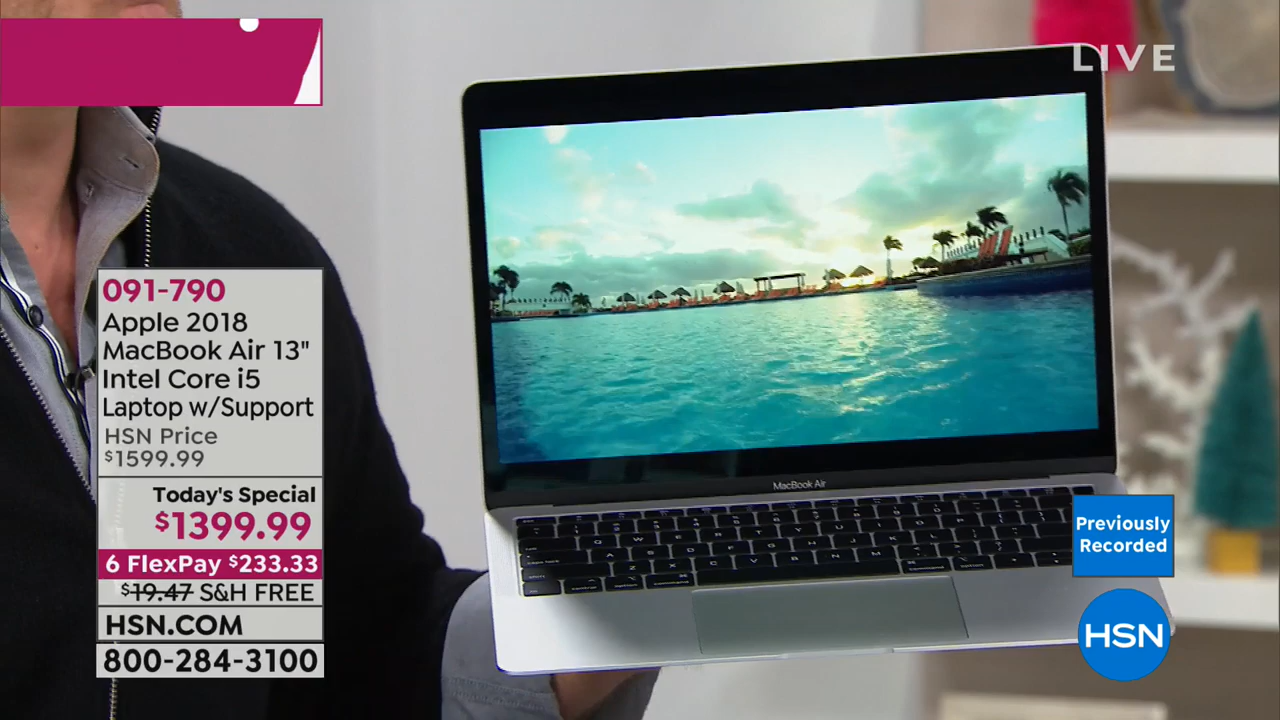 LIVE
091-790
Apple 2018
MacBook Air 13"
Intel Core i5
Laptop w/Support
HSN Price
$1599.99
Today's Special
$1399.99
6 FlexPay $233.33
$19.47 S&H FREE
HSN.COM
800-284-3100
MacBook Air
Previously
Recorded
HSN